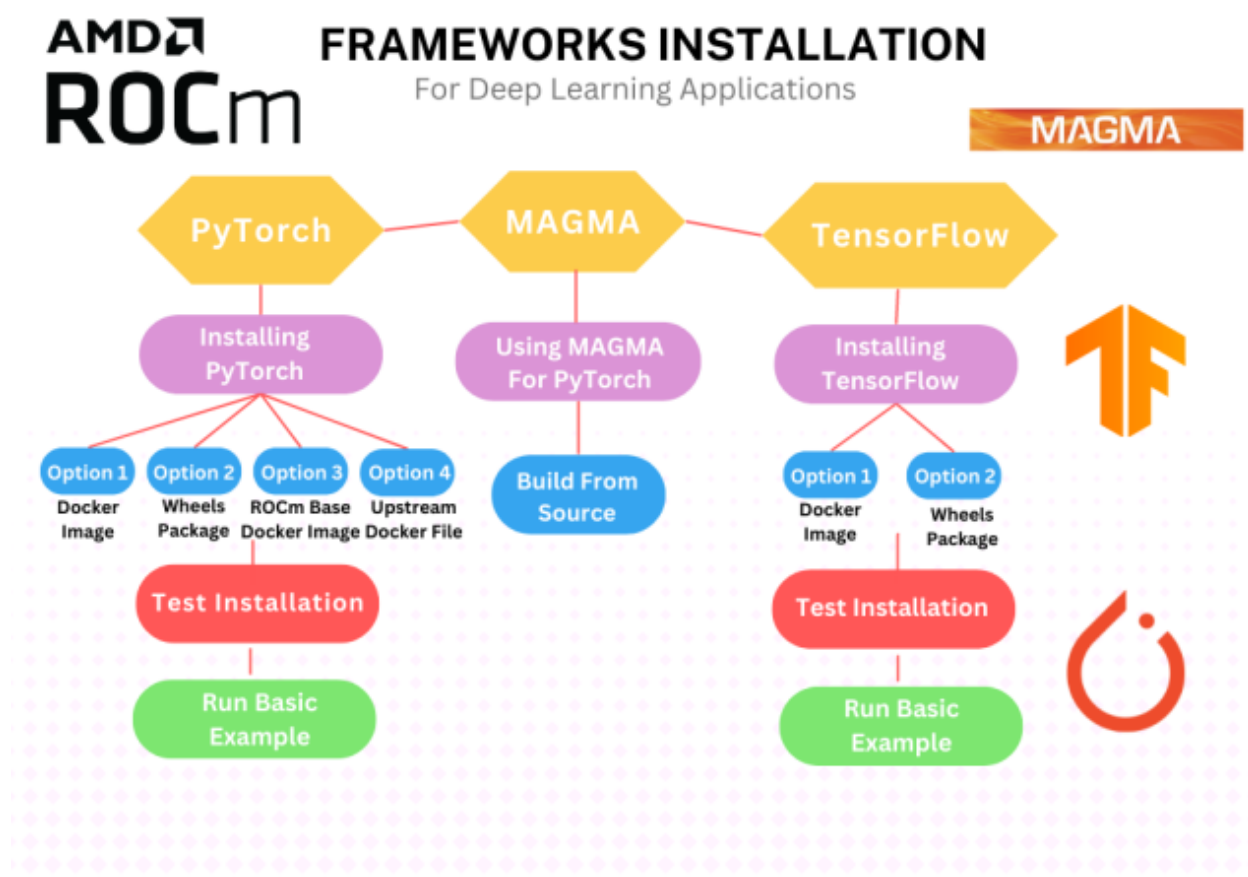 AMD
ROCm
FRAMEWORKS INSTALLATION
For Deep Learning Applications
MAGMA
PyTorch
MAGMA
TensorFlow
Installing
PyTorch
Using MAGMA
For PyTorch
Installing
TensorFlow
Option 1
Docker
Image
Option 2
Wheels
Package
Option 3
ROCm Base
Docker Image
Option 4
Upstream
Docker File
Build From
Source
Option 1
Docker
Image
Option 2
Wheels
Package
Test Installation
Test Installation
Run Basic
Example
Run Basic
Example